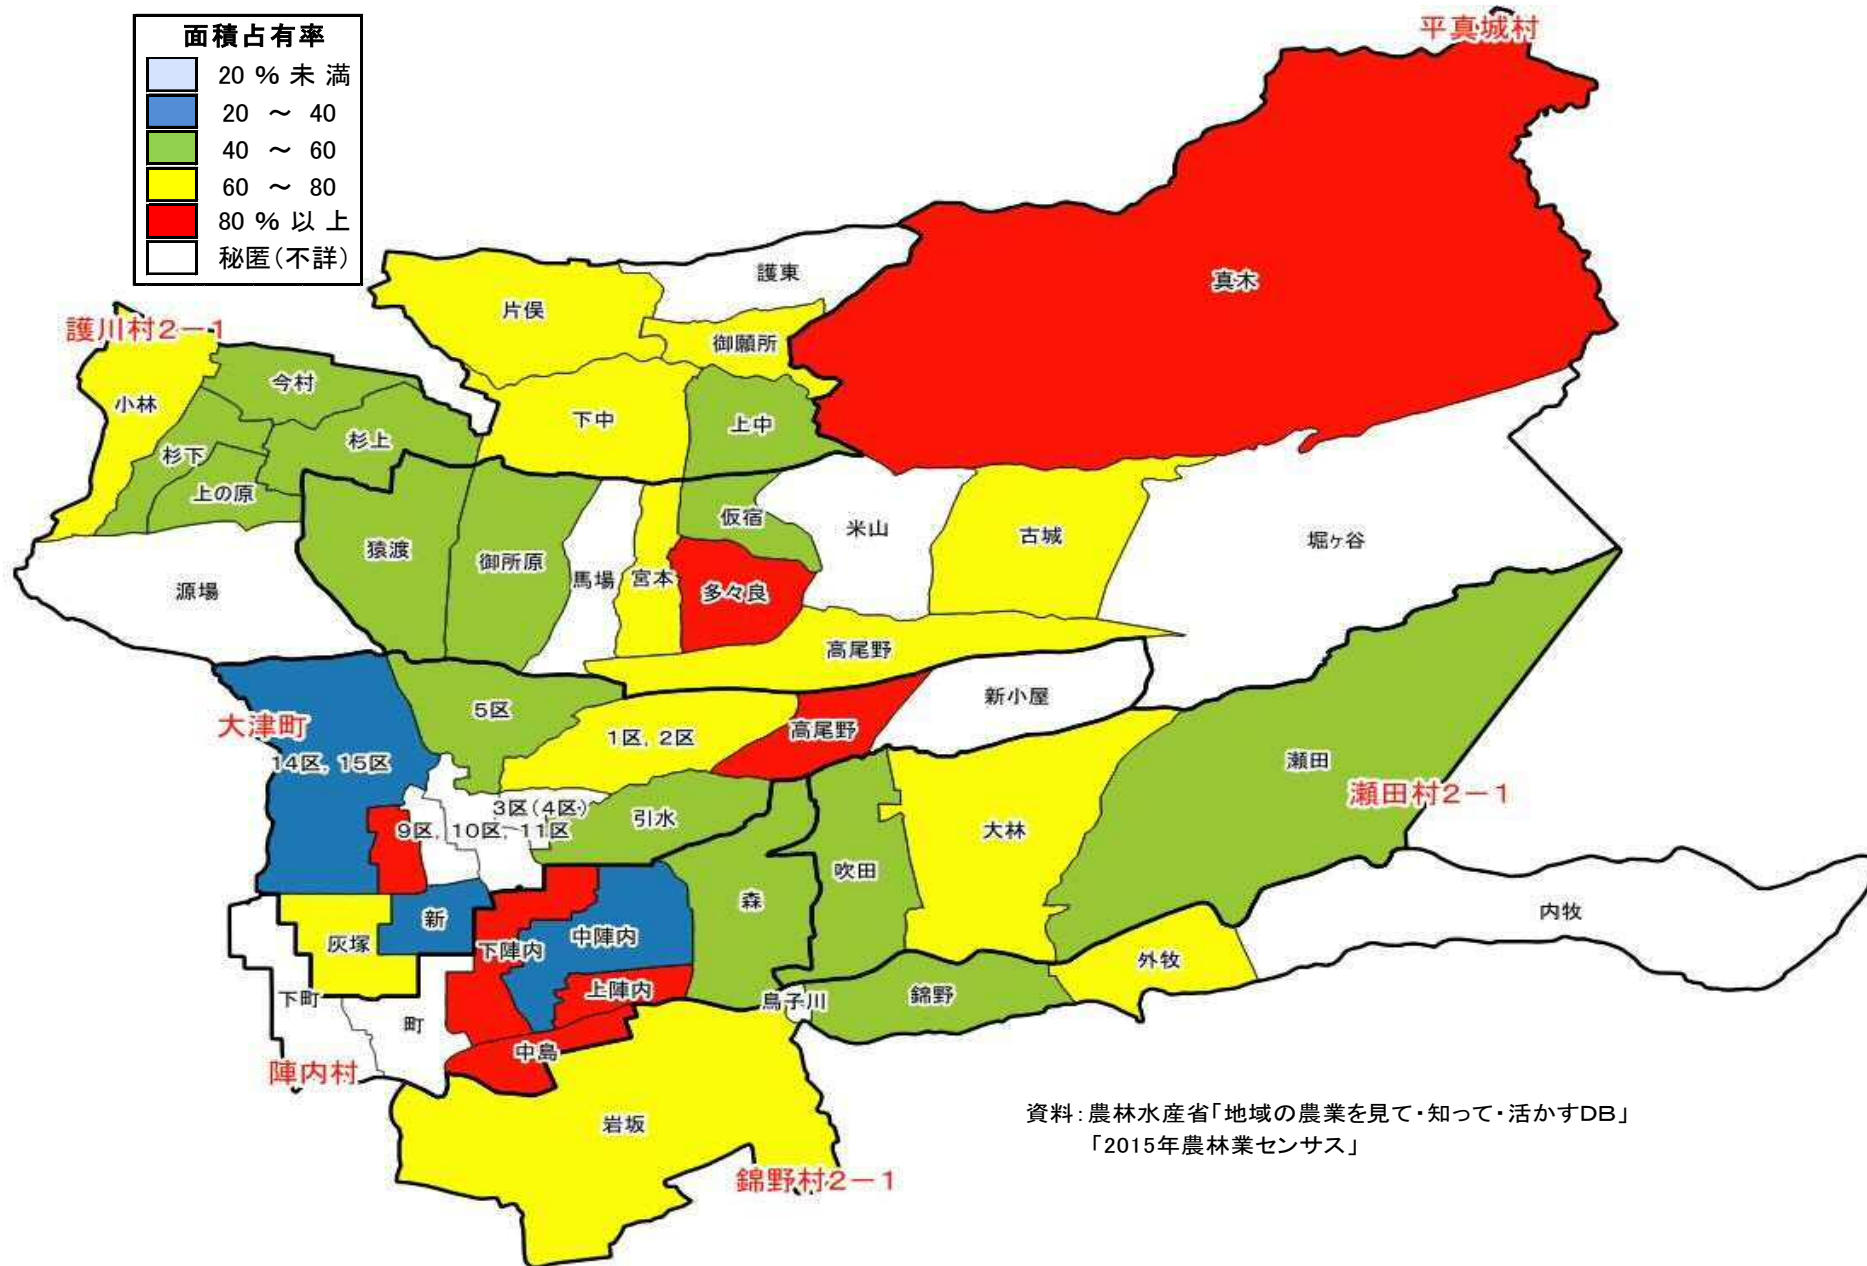 面積占有率
20 % 未 満
20 ～ 40
40 ～ 60
60 ～ 80
80 % 以 上
秘匿(不詳)
平真城村
護東
真木
片俣
護川村2－1
御願所
今村
小林
下中
上中
杉上
杉下
上の原
仮宿
米山
古城
堀ヶ谷
猿渡
御所原
馬場
宮本
多々良
源場
高尾野
新小屋
5区
大津町
1区, 2区
高尾野
14区, 15区
瀬田
瀬田村2－1
3区(4区)
引水
9区, 10区, 11区
大林
吹田
森
内牧
新
灰塚
下陣内
中陣内
外牧
上陣内
鳥子川
錦野
下町
町
中島
陣内村
岩坂
錦野村2－1
資料：農林水産省「地域の農業を見て・知って・活かすDB」
「2015年農林業センサス」